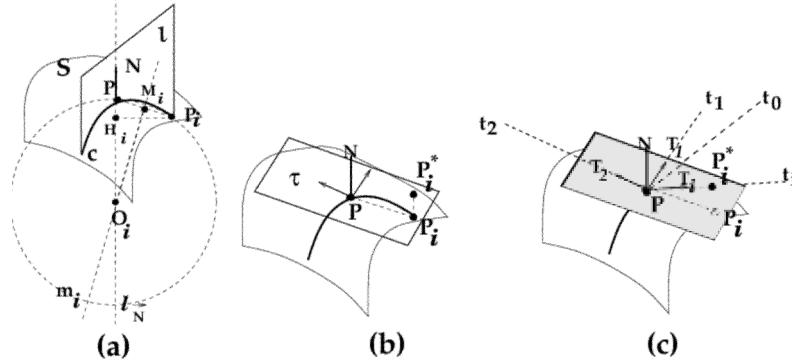 S
l
N
P
M i
P i
H i
c
O i
m i
l N
(a)
N
τ
P* i
P
P i
(b)
t 2
t 1
t 0
N
T 1
T 2
P* i
T i
t i
P
P i
(c)